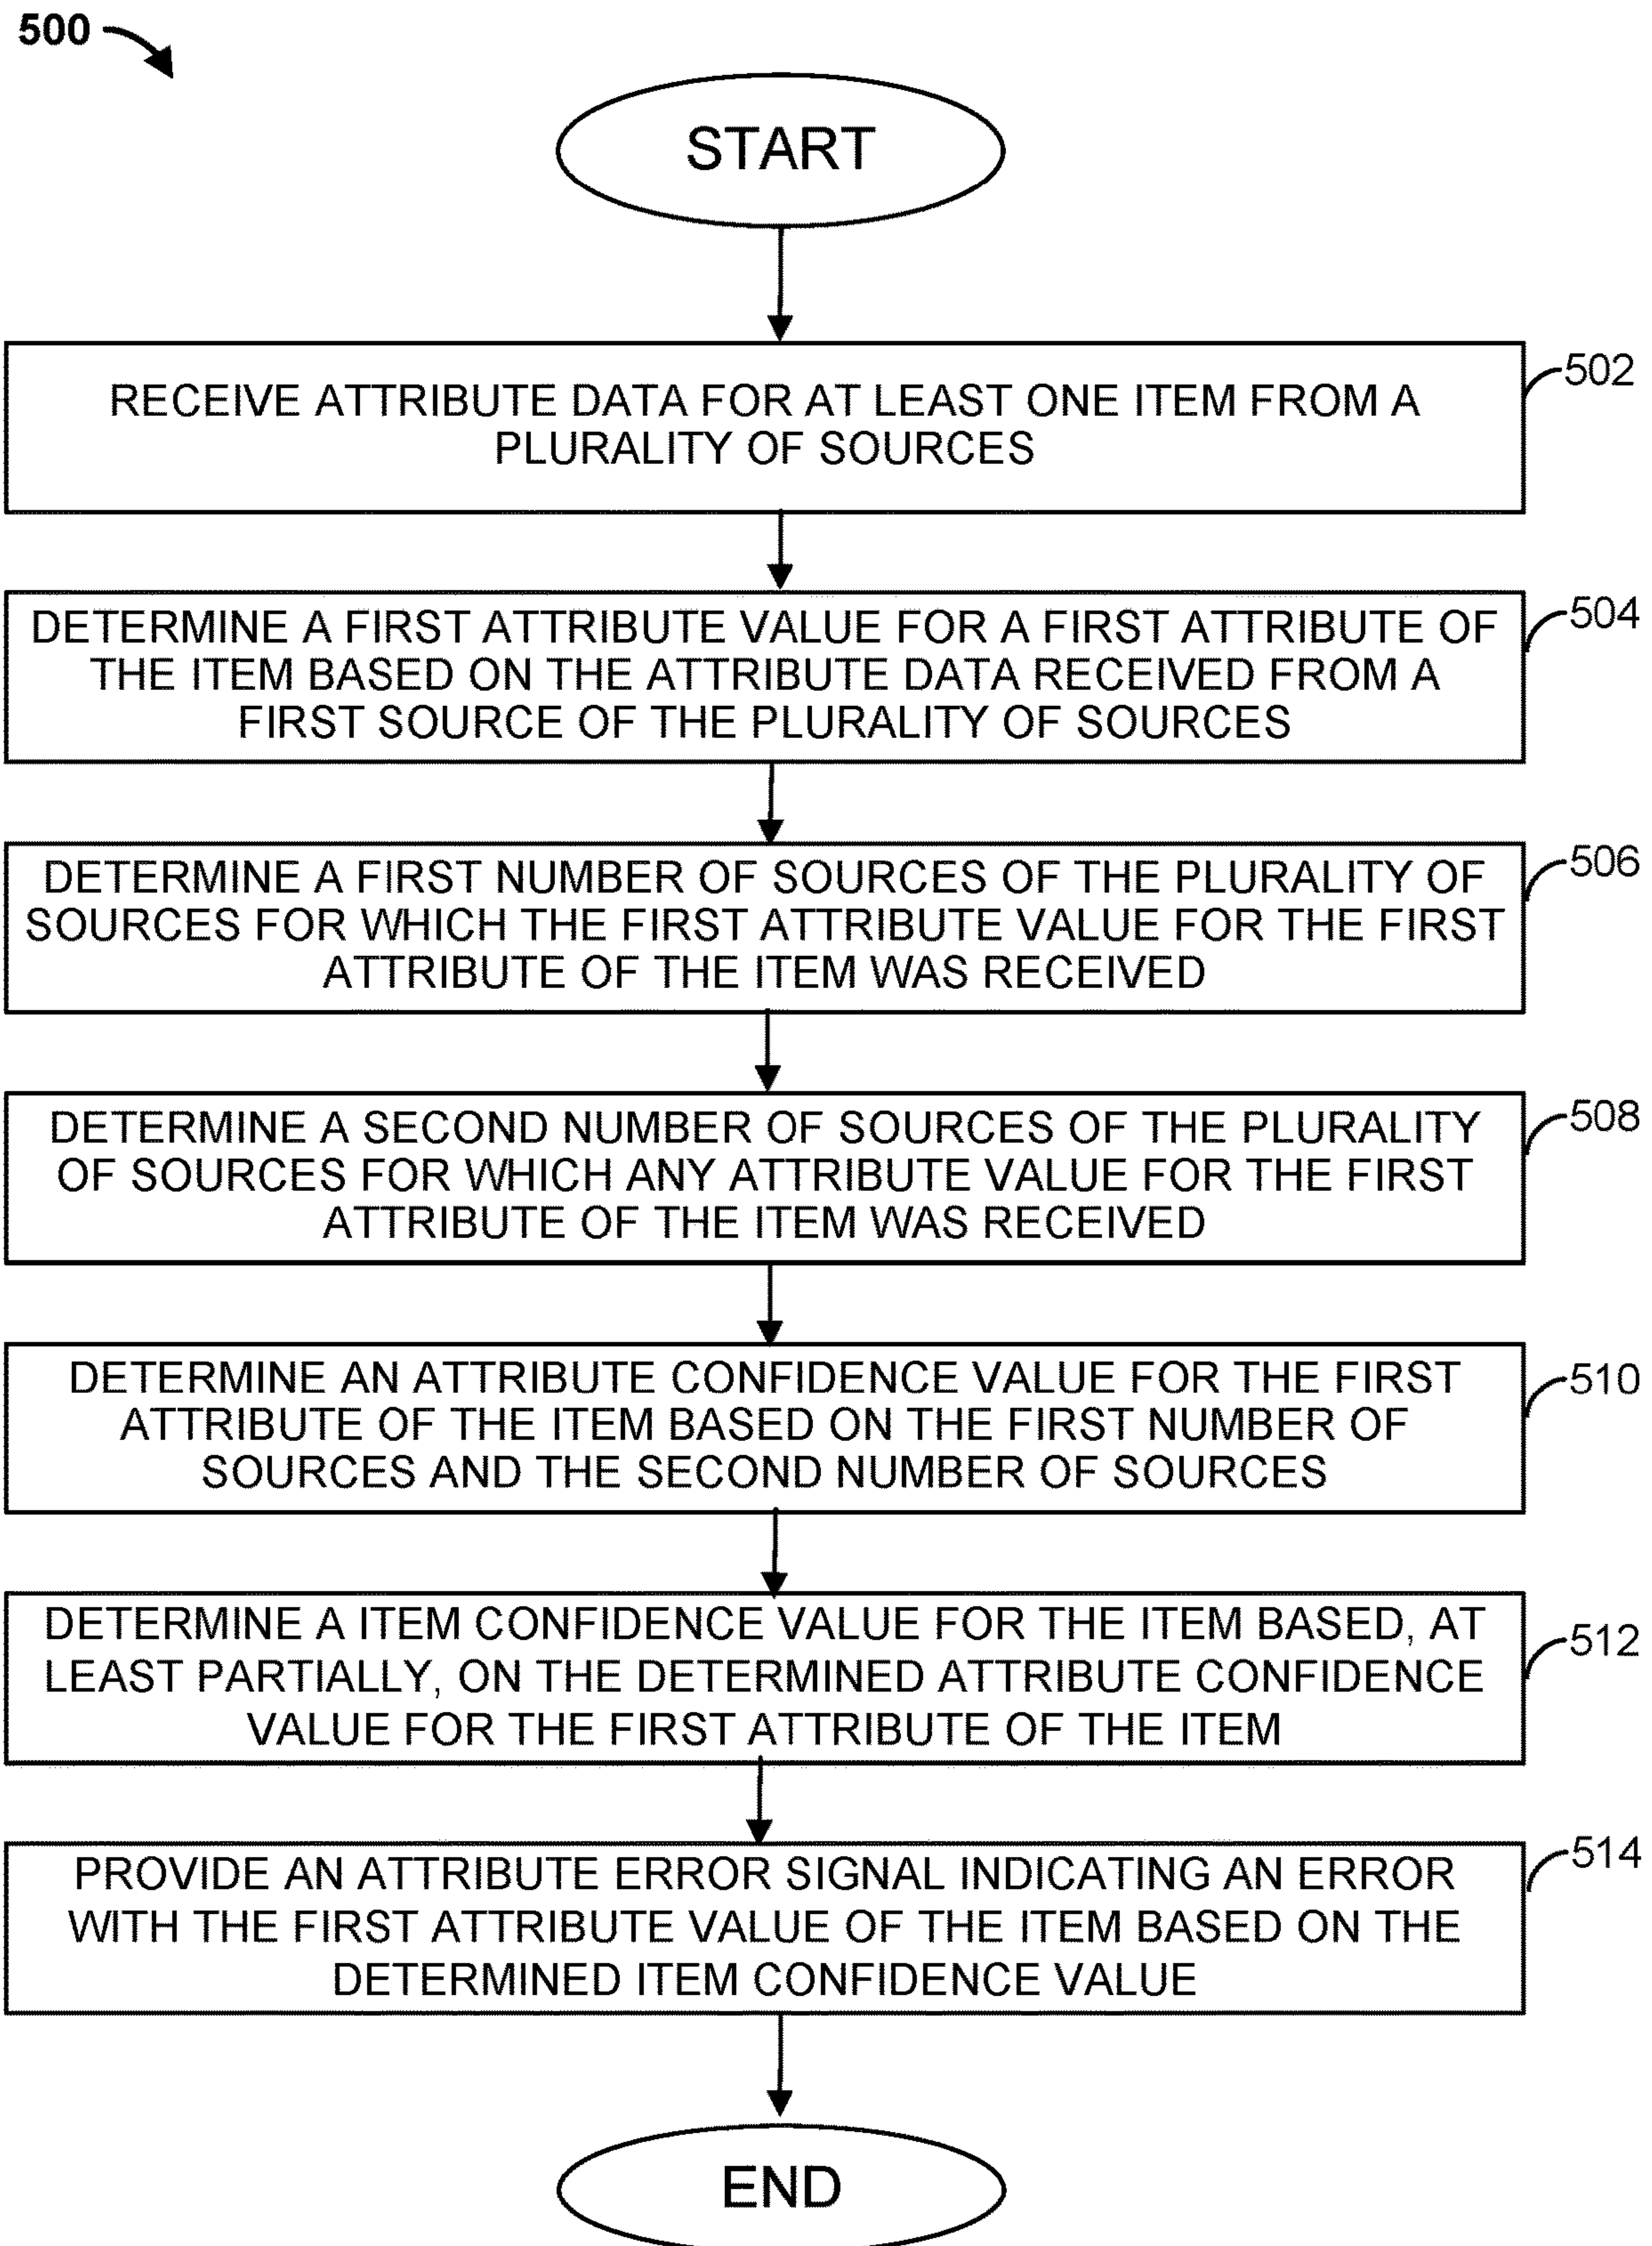 500
START
RECEIVE ATTRIBUTE DATA FOR AT LEAST ONE ITEM FROM A
PLURALITY OF SOURCES
502
DETERMINE A FIRST ATTRIBUTE VALUE FOR A FIRST ATTRIBUTE OF
THE ITEM BASED ON THE ATTRIBUTE DATA RECEIVED FROM A
FIRST SOURCE OF THE PLURALITY OF SOURCES
504
DETERMINE A FIRST NUMBER OF SOURCES OF THE PLURALITY OF
SOURCES FOR WHICH THE FIRST ATTRIBUTE VALUE FOR THE FIRST
ATTRIBUTE OF THE ITEM WAS RECEIVED
506
DETERMINE A SECOND NUMBER OF SOURCES OF THE PLURALITY
OF SOURCES FOR WHICH ANY ATTRIBUTE VALUE FOR THE FIRST
ATTRIBUTE OF THE ITEM WAS RECEIVED
508
DETERMINE AN ATTRIBUTE CONFIDENCE VALUE FOR THE FIRST
ATTRIBUTE OF THE ITEM BASED ON THE FIRST NUMBER OF
SOURCES AND THE SECOND NUMBER OF SOURCES
510
DETERMINE A ITEM CONFIDENCE VALUE FOR THE ITEM BASED, AT
LEAST PARTIALLY, ON THE DETERMINED ATTRIBUTE CONFIDENCE
VALUE FOR THE FIRST ATTRIBUTE OF THE ITEM
512
PROVIDE AN ATTRIBUTE ERROR SIGNAL INDICATING AN ERROR
WITH THE FIRST ATTRIBUTE VALUE OF THE ITEM BASED ON THE
DETERMINED ITEM CONFIDENCE VALUE
514
END